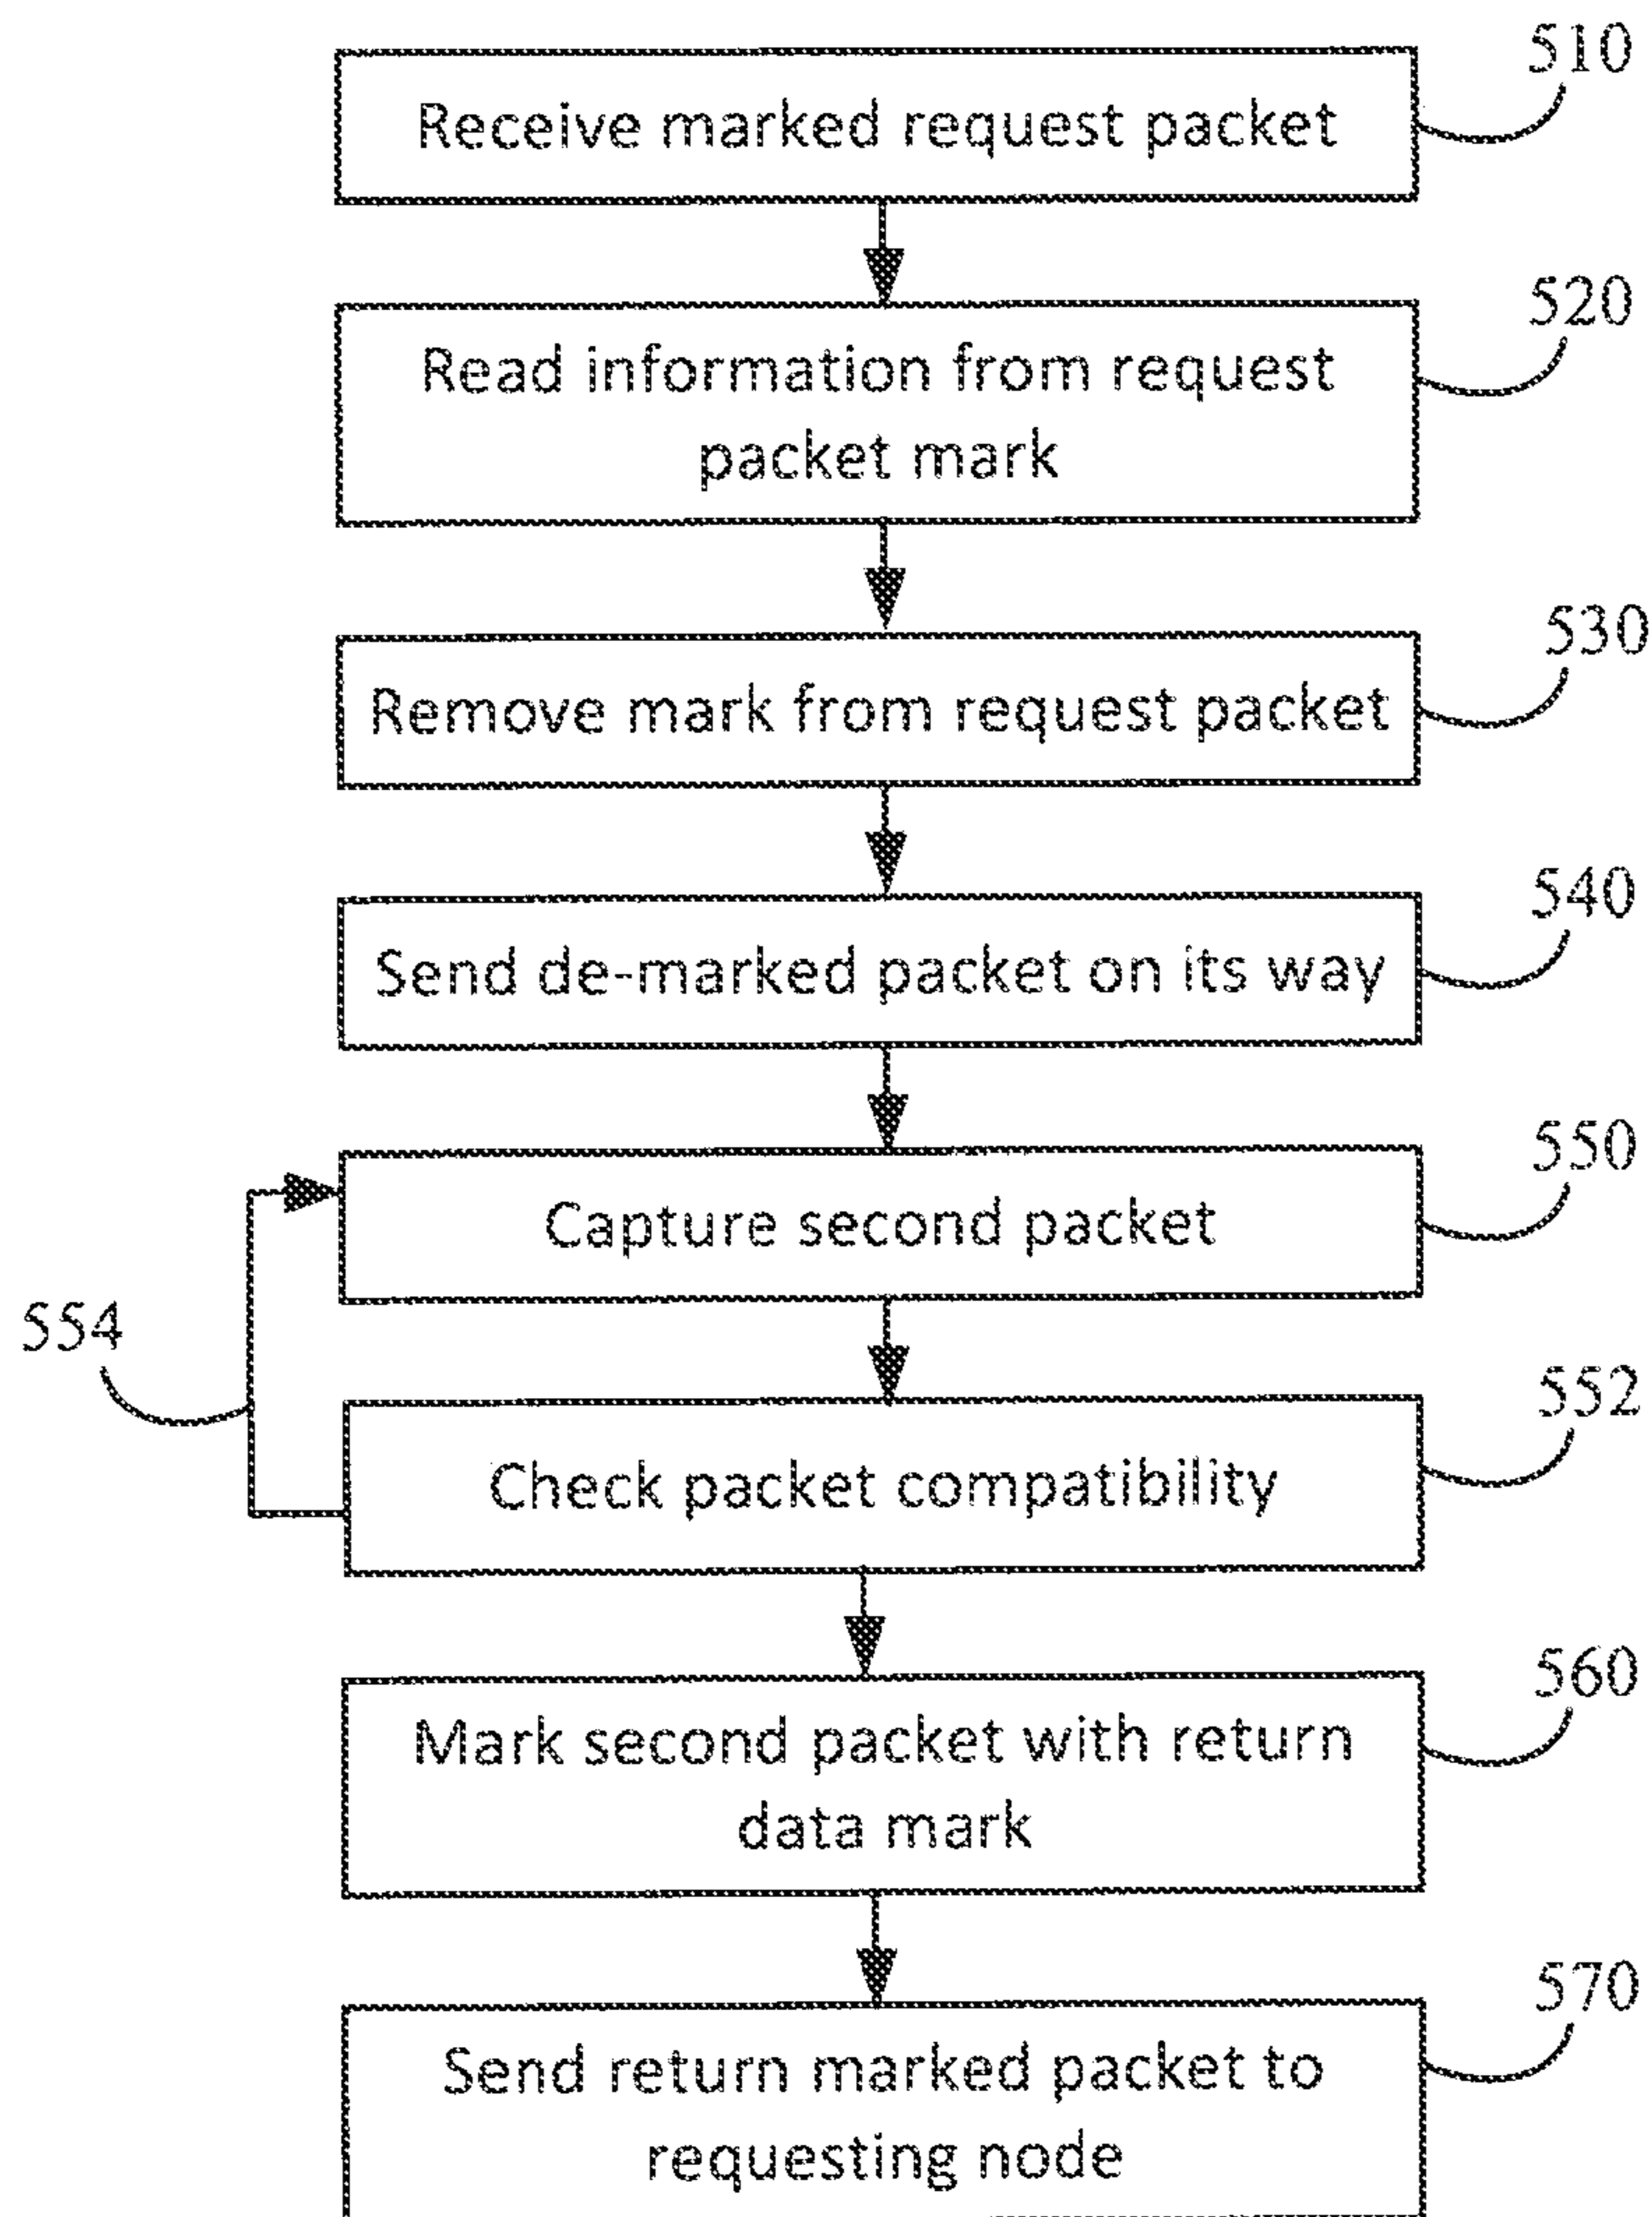 510
Receive marked request packet
520
Read information from request
packet mark
530
Remove mark from request packet
540
Send de-marked packet on its way
550
Capture second packet
554
552
Check packet compatibility
560
Mark second packet with return
data mark
570
Send return marked packet to
requesting node